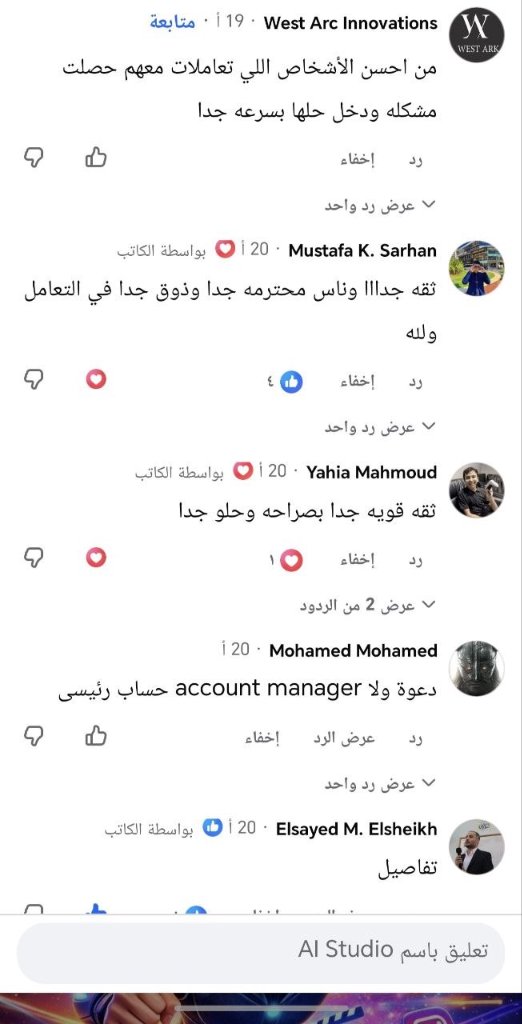 West Arc Innovations · 19 أ · متابعة
WEST ARK
من احسن الأشخاص اللي تعاملات معهم حصلت
مشكله ودخل حلها بسرعه جدا
رد إخفاء
عرض رد واحد
Mustafa K. Sarhan · 20 أ بواسطة الكاتب
ثقه جدااا وناس محترمه جدا وذوق جدا في التعامل
ولله
رد إخفاء ٤
عرض رد واحد
Yahia Mahmoud · 20 أ بواسطة الكاتب
ثقه قويه جدا بصراحه وحلو جدا
رد إخفاء ١
عرض 2 من الردود
Mohamed Mohamed · 20 أ
دعوة ولا account manager حساب رئيسى
رد عرض الرد إخفاء
عرض رد واحد
Elsayed M. Elsheikh · 20 أ بواسطة الكاتب
تفاصيل
تعليق باسم AI Studio